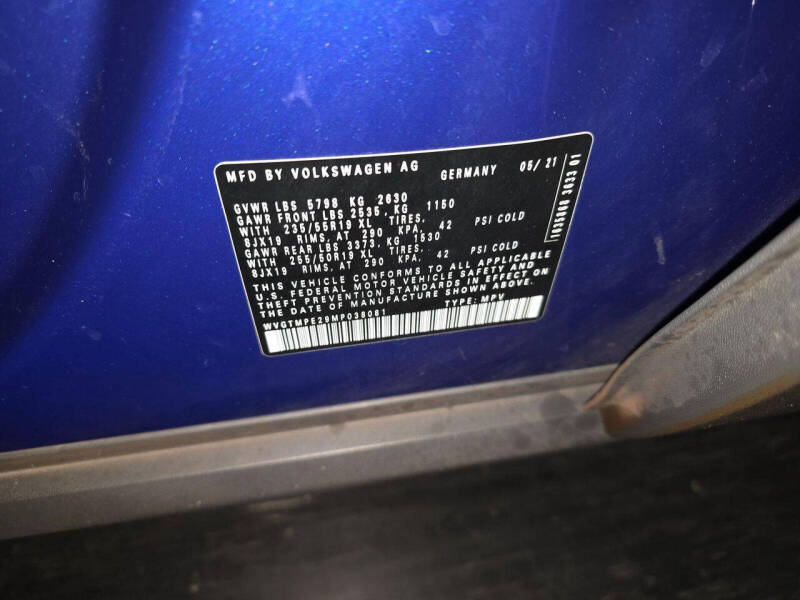 MFD BY VOLKSWAGEN AG GERMANY 05/21
GVWR LBS 5798 KG 2630
GAWR FRONT LBS 2535, KG 1150
WITH 235/55R19 XL TIRES,
8JX19 RIMS, AT 290 KPA, 42 PSI COLD
GAWR REAR LBS 3373, KG 1530
WITH 255/50R19 XL TIRES,
8JX19 RIMS, AT 290 KPA, 42 PSI COLD
THIS VEHICLE CONFORMS TO ALL APPLICABLE
U.S. FEDERAL MOTOR VEHICLE SAFETY AND
THEFT PREVENTION STANDARDS IN EFFECT ON
THE DATE OF MANUFACTURE SHOWN ABOVE.
WVGTMPE29MP038081 TYPE: MPV
3033 01